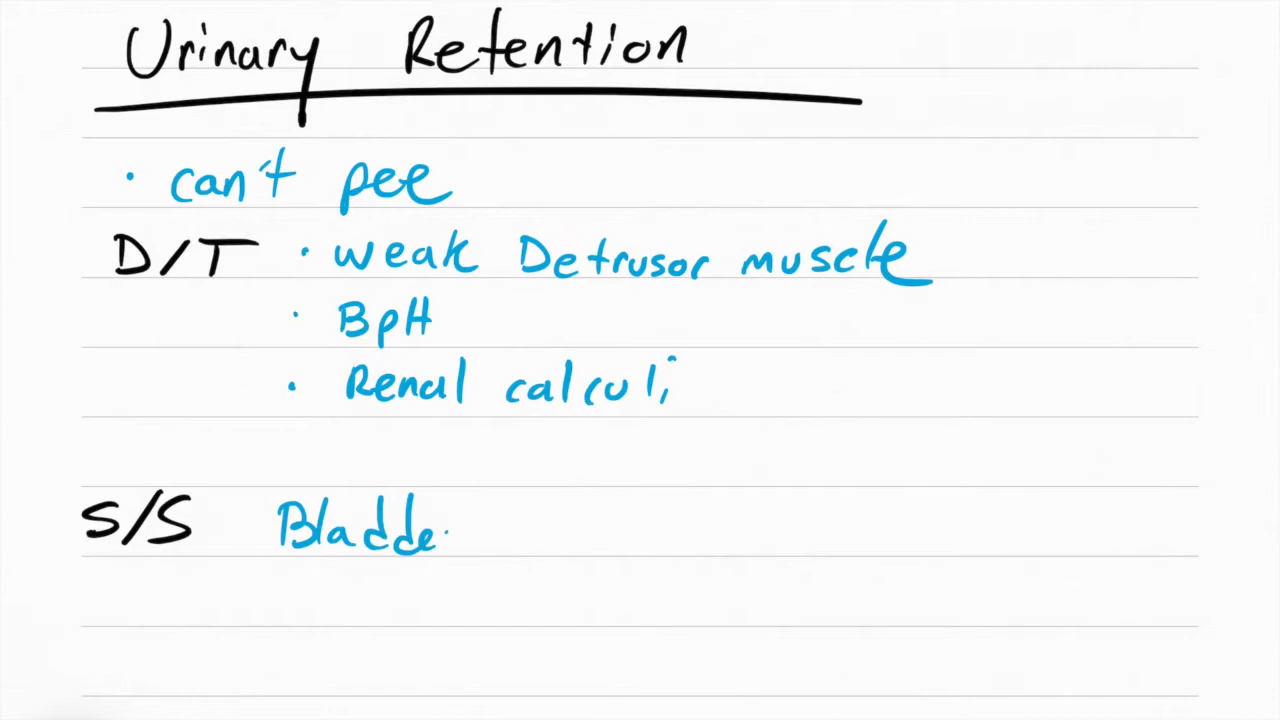 Urinary Retention
• can't pee
D/T • weak Detrusor muscle
• BpH
• Renal calculi
S/S Bladde